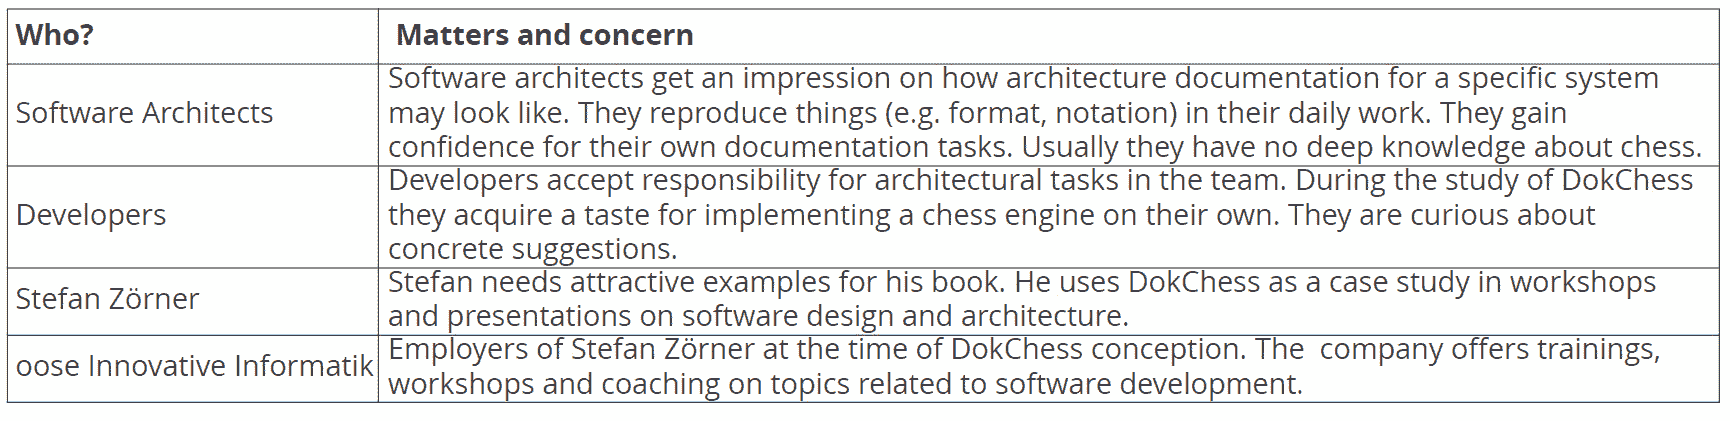 Who?
Matters and concern
Software Architects
Software architects get an impression on how architecture documentation for a specific system
may look like. They reproduce things (e.g. format, notation) in their daily work. They gain
confidence for their own documentation tasks. Usually they have no deep knowledge about chess.
Developers
Developers accept responsibility for architectural tasks in the team. During the study of DokChess
they acquire a taste for implementing a chess engine on their own. They are curious about
concrete suggestions.
Stefan Zörner
Stefan needs attractive examples for his book. He uses DokChess as a case study in workshops
and presentations on software design and architecture.
oose Innovative Informatik
Employers of Stefan Zörner at the time of DokChess conception. The  company offers trainings,
workshops and coaching on topics related to software development.